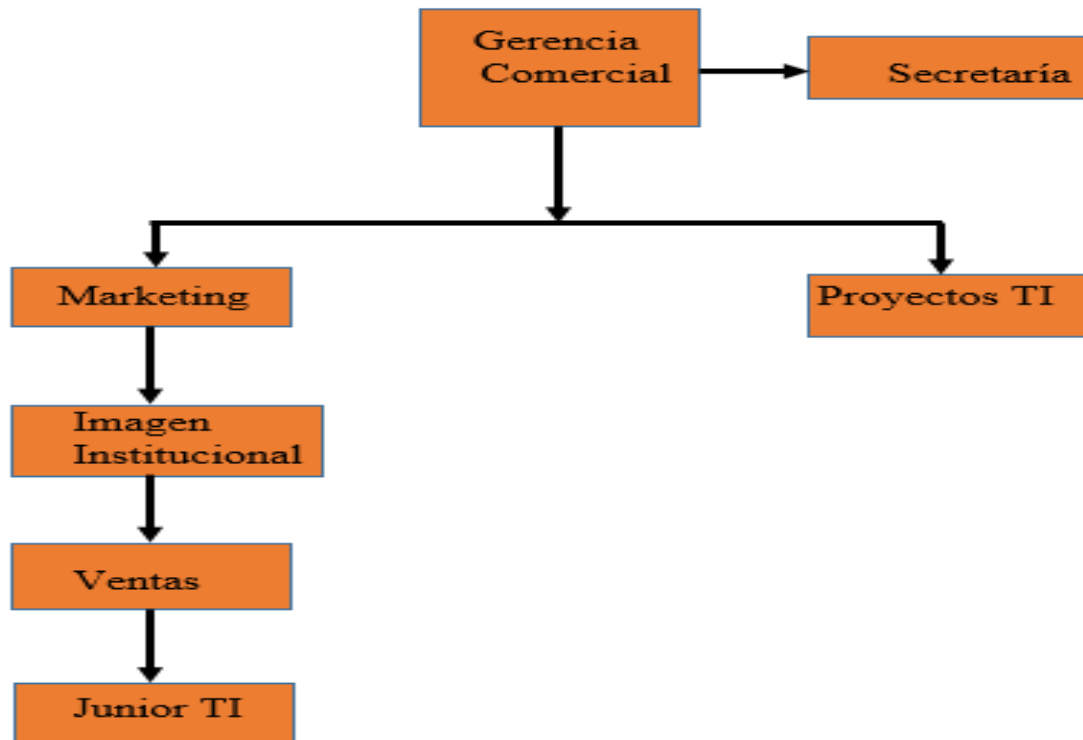 Gerencia
Comercial
Secretaría
Marketing
Proyectos TI
Imagen
Institucional
Ventas
Junior TI